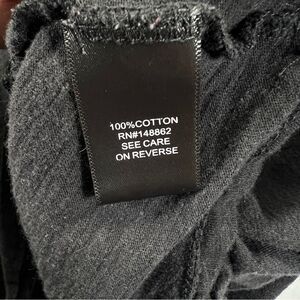 100%COTTON
RN#148862
SEE CARE
ON REVERSE